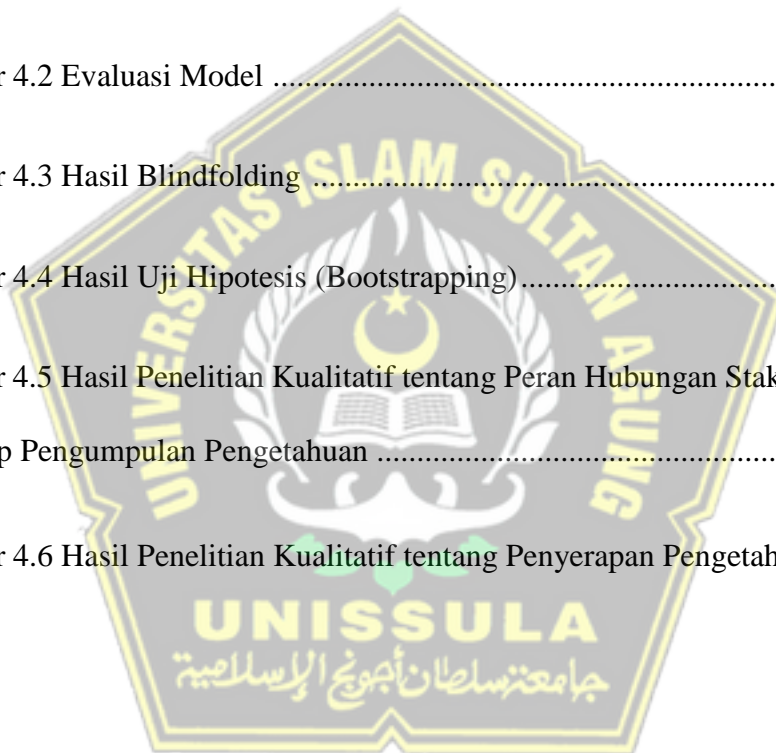 r 4.2 Evaluasi Model ................................................................
r 4.3 Hasil Blindfolding ............................................................
r 4.4 Hasil Uji Hipotesis (Bootstrapping)..................................
r 4.5 Hasil Penelitian Kualitatif tentang Peran Hubungan Stak
p Pengumpulan Pengetahuan ...................................................
r 4.6 Hasil Penelitian Kualitatif tentang Penyerapan Pengetah
UNIVERSITAS ISLAM SULTAN AGUNG
UNISSULA
جامعة سلطان أجونج الإسلامية